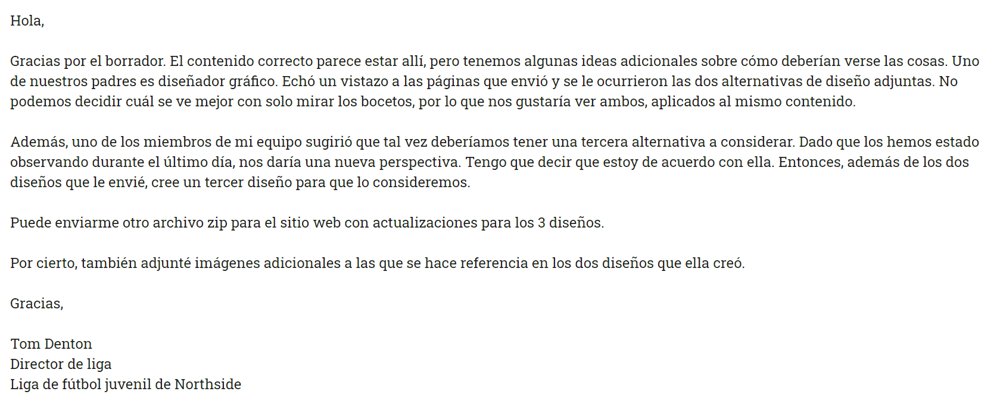 Hola,
Gracias por el borrador. El contenido correcto parece estar allí, pero tenemos algunas ideas adicionales sobre cómo deberían verse las cosas. Uno
de nuestros padres es diseñador gráfico. Echó un vistazo a las páginas que envió y se le ocurrieron las dos alternativas de diseño adjuntas. No
podemos decidir cuál se ve mejor con solo mirar los bocetos, por lo que nos gustaría ver ambos, aplicados al mismo contenido.
Además, uno de los miembros de mi equipo sugirió que tal vez deberíamos tener una tercera alternativa a considerar. Dado que los hemos estado
observando durante el último día, nos daría una nueva perspectiva. Tengo que decir que estoy de acuerdo con ella. Entonces, además de los dos
diseños que le envié, cree un tercer diseño para que lo consideremos.
Puede enviarme otro archivo zip para el sitio web con actualizaciones para los 3 diseños.
Por cierto, también adjunté imágenes adicionales a las que se hace referencia en los dos diseños que ella creó.
Gracias,
Tom Denton
Director de liga
Liga de fútbol juvenil de Northside